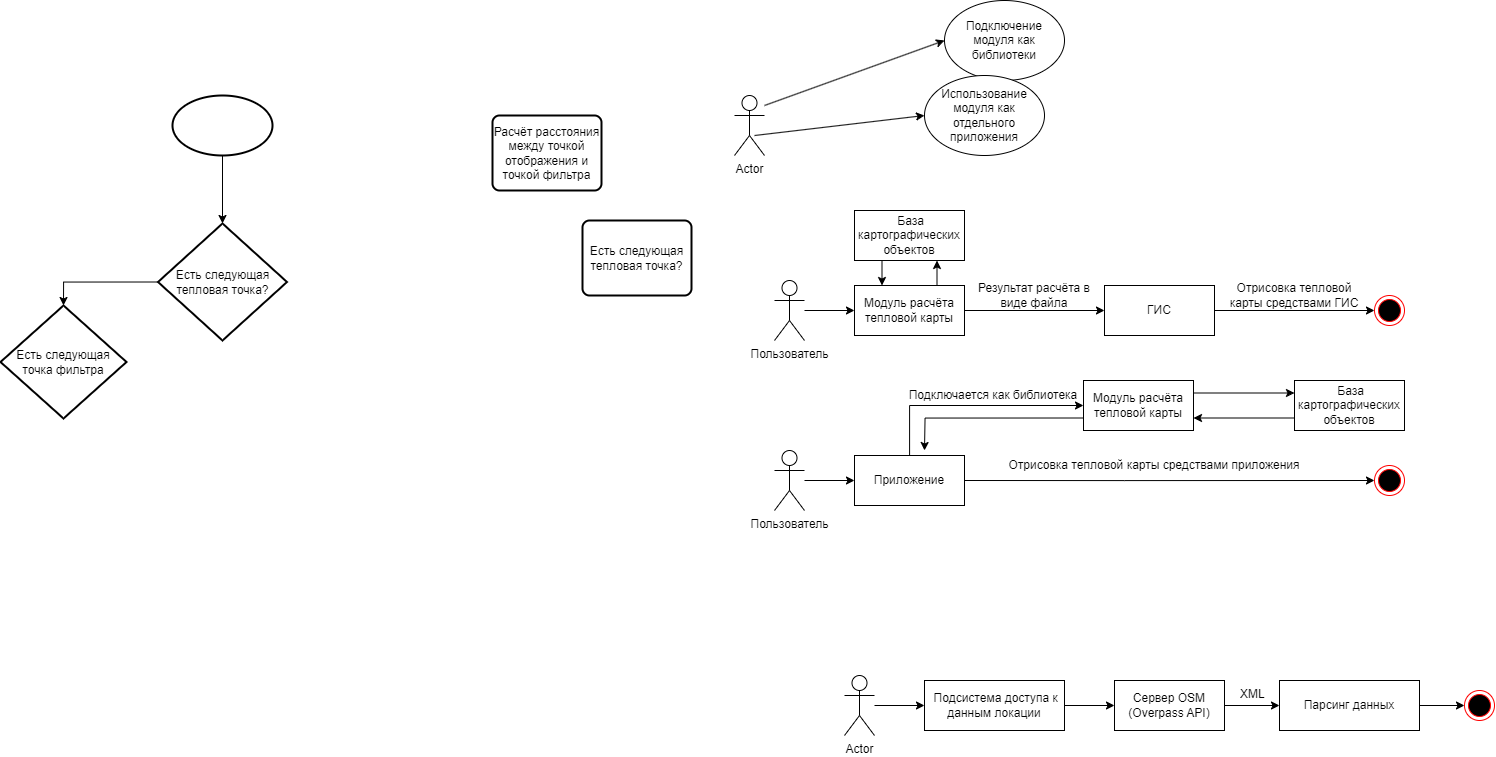 Подключение
модуля как
библиотеки
Использование
модуля как
отдельного
приложения
Actor
Расчёт расстояния
между точкой
отображения и
точкой фильтра
Есть следующая
тепловая точка?
Есть следующая
тепловая точка?
Есть следующая
точка фильтра
База
картографических
объектов
Пользователь
Модуль расчёта
тепловой карты
Результат расчёта в
виде файла
ГИС
Отрисовка тепловой
карты средствами ГИС
Подключается как библиотека
Модуль расчёта
тепловой карты
База
картографических
объектов
Пользователь
Приложение
Отрисовка тепловой карты средствами приложения
Actor
Подсистема доступа к
данным локации
Сервер OSM
(Overpass API)
XML
Парсинг данных